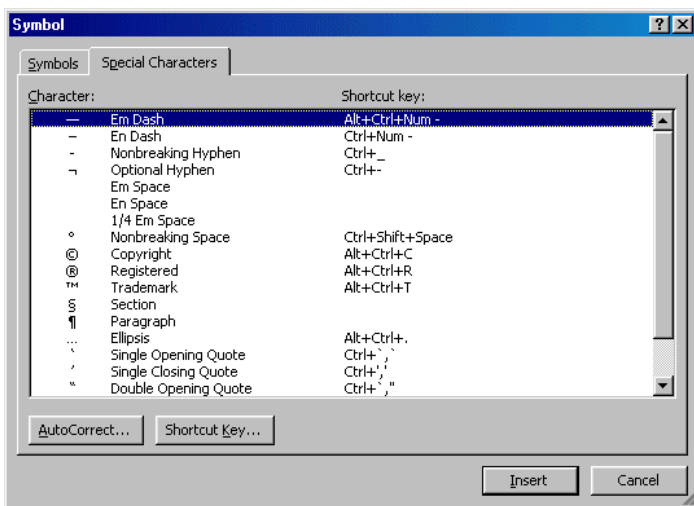 Symbol
Symbols Special Characters
Character: Shortcut key:
— Em Dash Alt+Ctrl+Num -
– En Dash Ctrl+Num -
- Nonbreaking Hyphen Ctrl+_
¬ Optional Hyphen Ctrl+-
Em Space
En Space
1/4 Em Space
° Nonbreaking Space Ctrl+Shift+Space
© Copyright Alt+Ctrl+C
® Registered Alt+Ctrl+R
™ Trademark Alt+Ctrl+T
§ Section
¶ Paragraph
… Ellipsis Alt+Ctrl+.
‘ Single Opening Quote Ctrl+`,`
’ Single Closing Quote Ctrl+','
“ Double Opening Quote Ctrl+`,"
AutoCorrect... Shortcut Key...
Insert Cancel